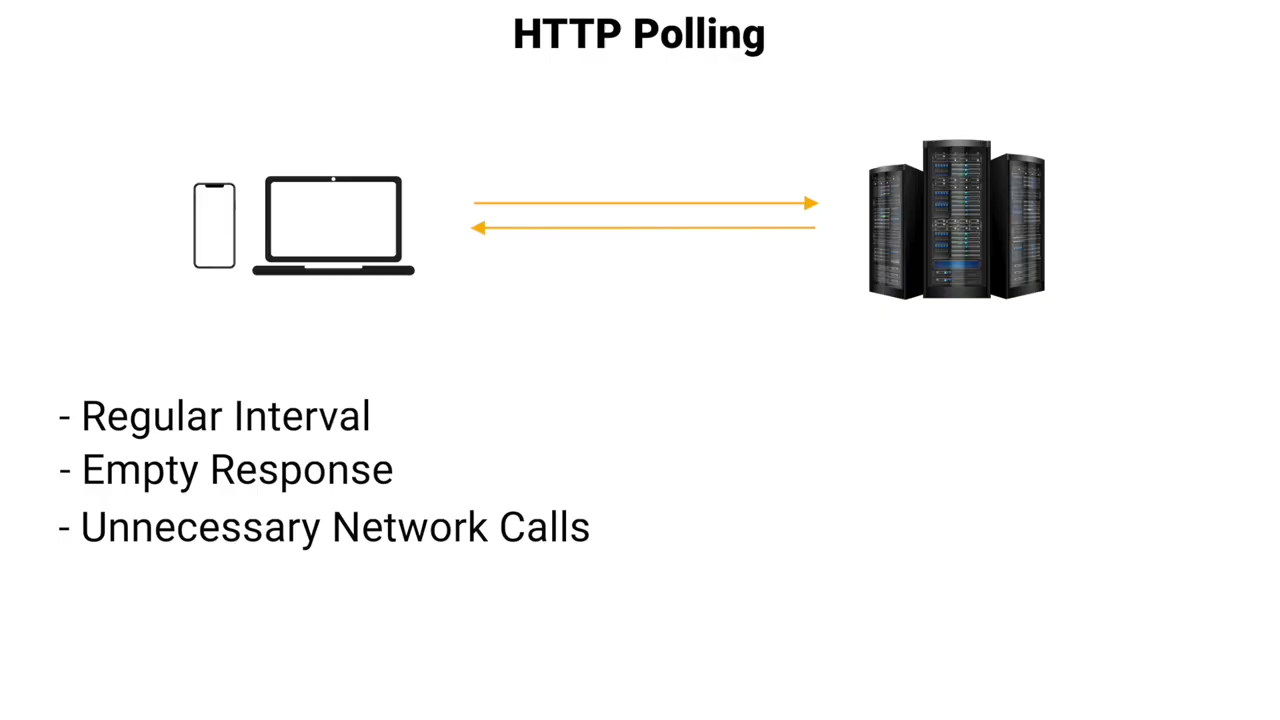 HTTP Polling
- Regular Interval
- Empty Response
- Unnecessary Network Calls